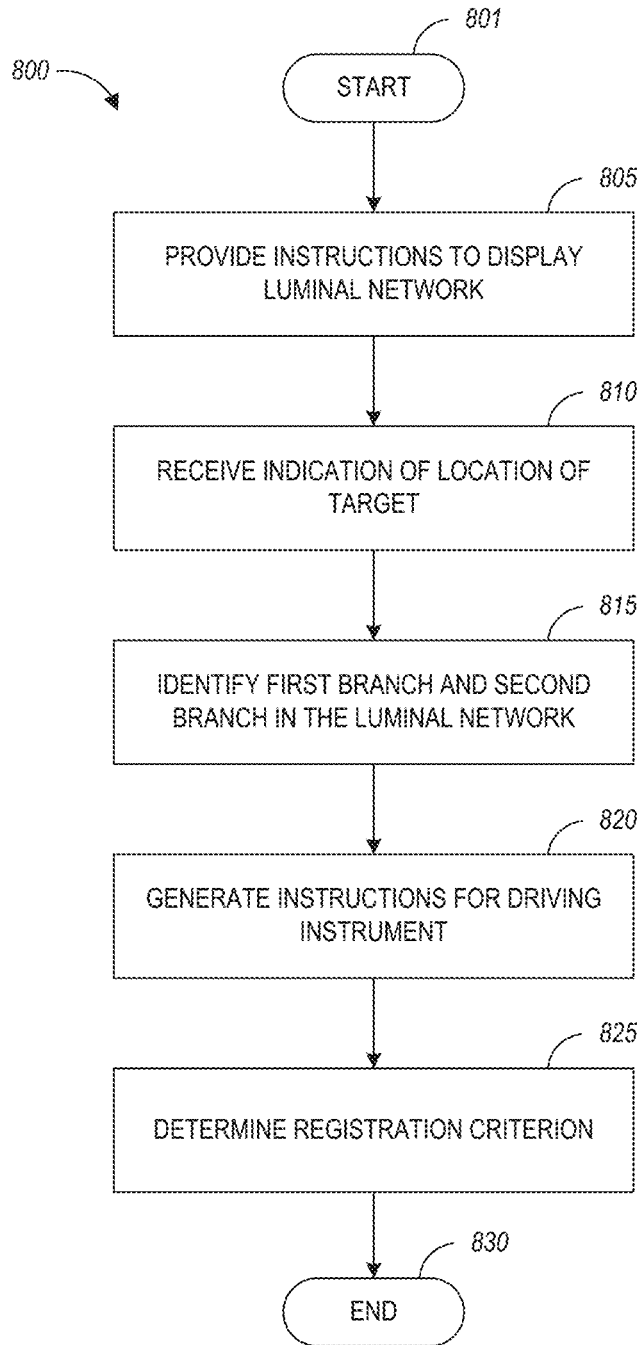 801
800
START
805
PROVIDE INSTRUCTIONS TO DISPLAY
LUMINAL NETWORK
810
RECEIVE INDICATION OF LOCATION OF
TARGET
815
IDENTIFY FIRST BRANCH AND SECOND
BRANCH IN THE LUMINAL NETWORK
820
GENERATE INSTRUCTIONS FOR DRIVING
INSTRUMENT
825
DETERMINE REGISTRATION CRITERION
830
END